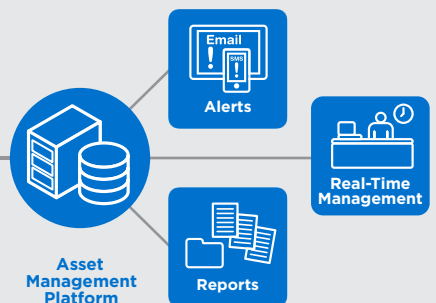 Email
!
SMS
!
Alerts
Real-Time
Management
Asset
Management
Platform
Reports